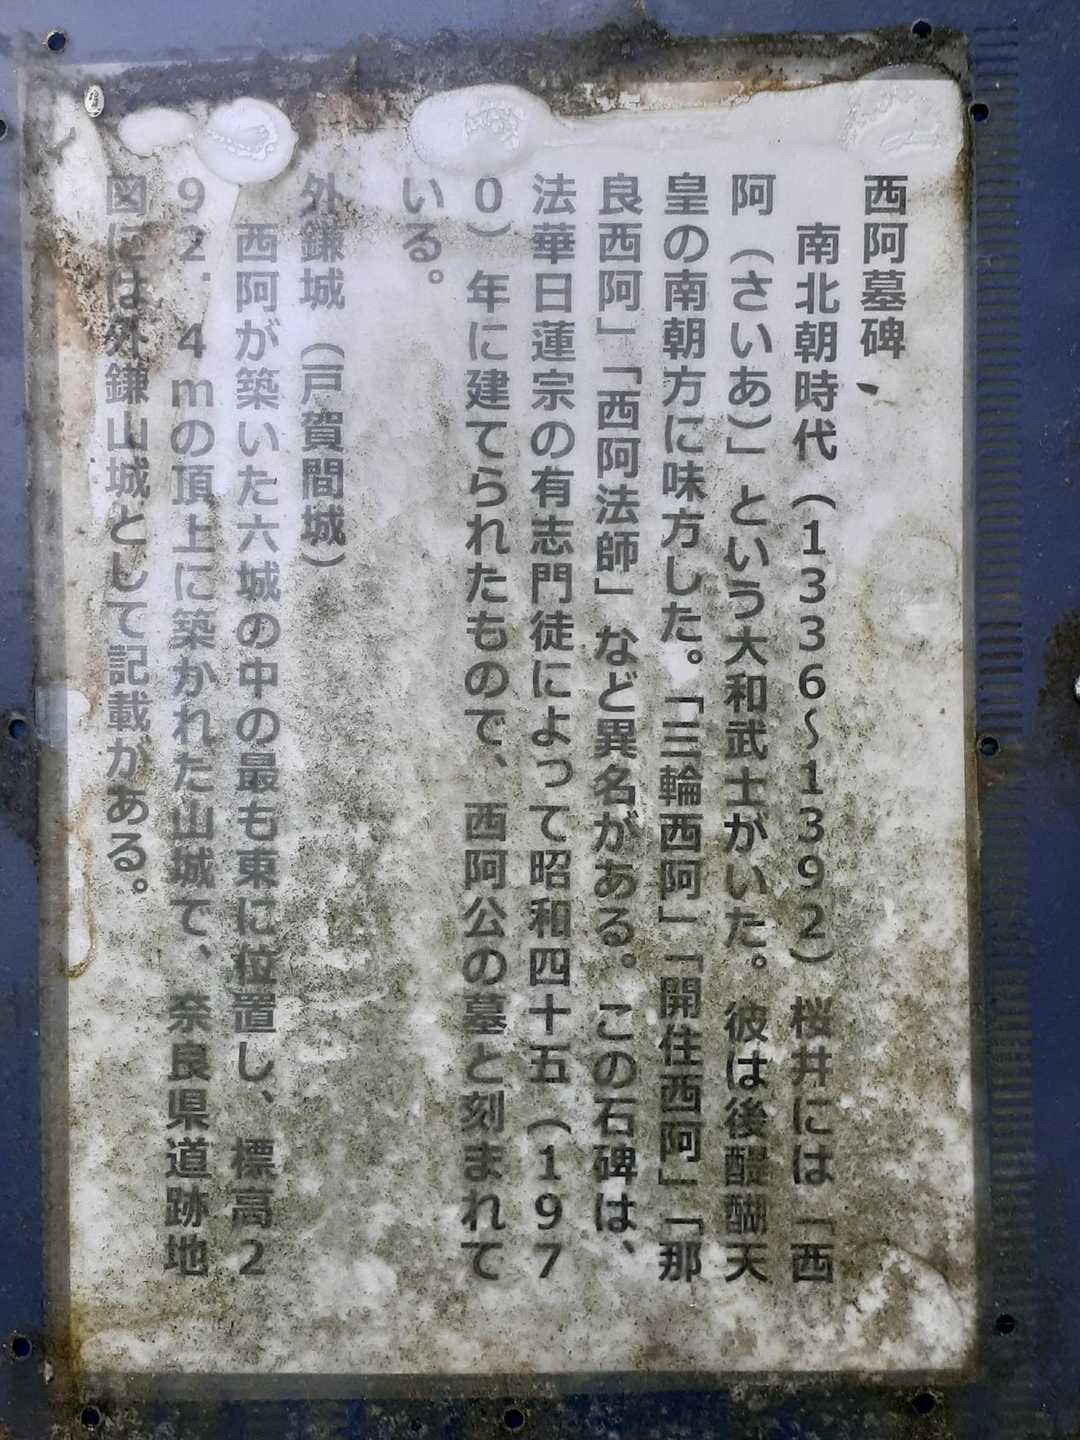 西阿墓碑
南北朝時代（1336～1392）桜井には「西
阿（さいあ）」という大和武士がいた。彼は後醍醐天
皇の南朝方に味方した。「三輪西阿」「開住西阿」「那
良西阿」「西阿法師」など異名がある。この石碑は、
法華日蓮宗の有志門徒によって昭和四十五（197
0）年に建てられたもので、西阿公の墓と刻まれて
いる。
外鎌城（戸賀間城）
西阿が築いた六城の中の最も東に位置し、標高2
92．4mの頂上に築かれた山城で、奈良県道跡地
図には外鎌山城として記載がある。